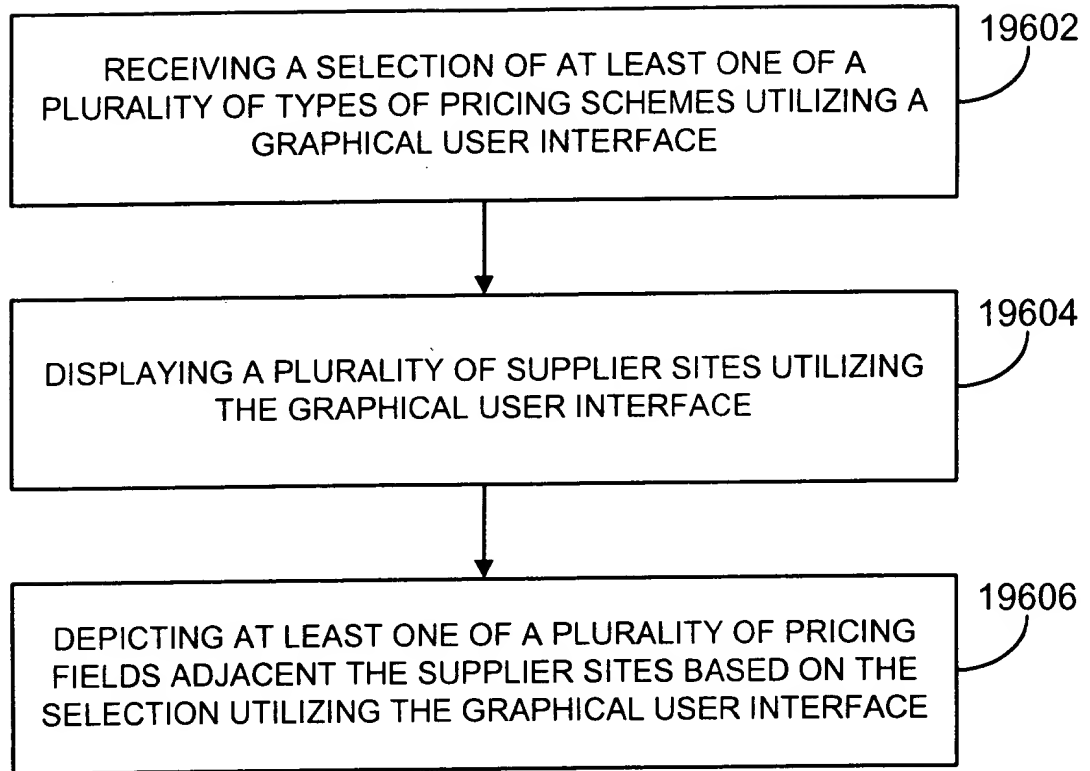 19602
RECEIVING A SELECTION OF AT LEAST ONE OF A
PLURALITY OF TYPES OF PRICING SCHEMES UTILIZING A
GRAPHICAL USER INTERFACE
19604
DISPLAYING A PLURALITY OF SUPPLIER SITES UTILIZING
THE GRAPHICAL USER INTERFACE
19606
DEPICTING AT LEAST ONE OF A PLURALITY OF PRICING
FIELDS ADJACENT THE SUPPLIER SITES BASED ON THE
SELECTION UTILIZING THE GRAPHICAL USER INTERFACE